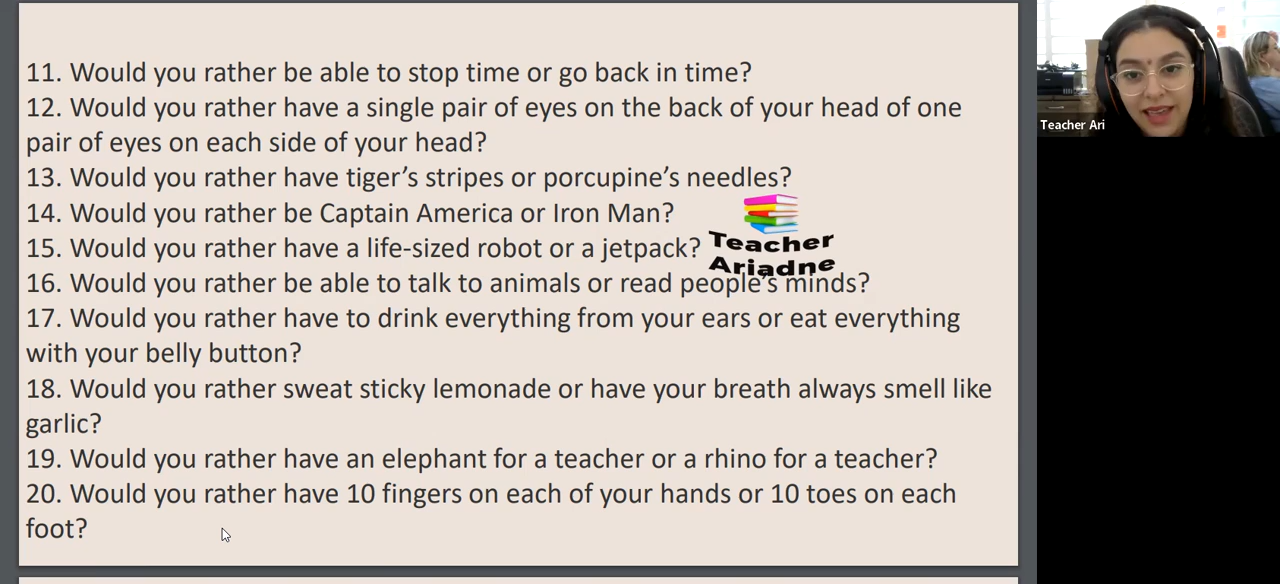 11. Would you rather be able to stop time or go back in time?
12. Would you rather have a single pair of eyes on the back of your head of one
pair of eyes on each side of your head?
13. Would you rather have tiger’s stripes or porcupine’s needles?
14. Would you rather be Captain America or Iron Man?
15. Would you rather have a life-sized robot or a jetpack?
16. Would you rather be able to talk to animals or read people’s minds?
17. Would you rather have to drink everything from your ears or eat everything
with your belly button?
18. Would you rather sweat sticky lemonade or have your breath always smell like
garlic?
19. Would you rather have an elephant for a teacher or a rhino for a teacher?
20. Would you rather have 10 fingers on each of your hands or 10 toes on each
foot?
Teacher
Ariadne
Teacher Ari